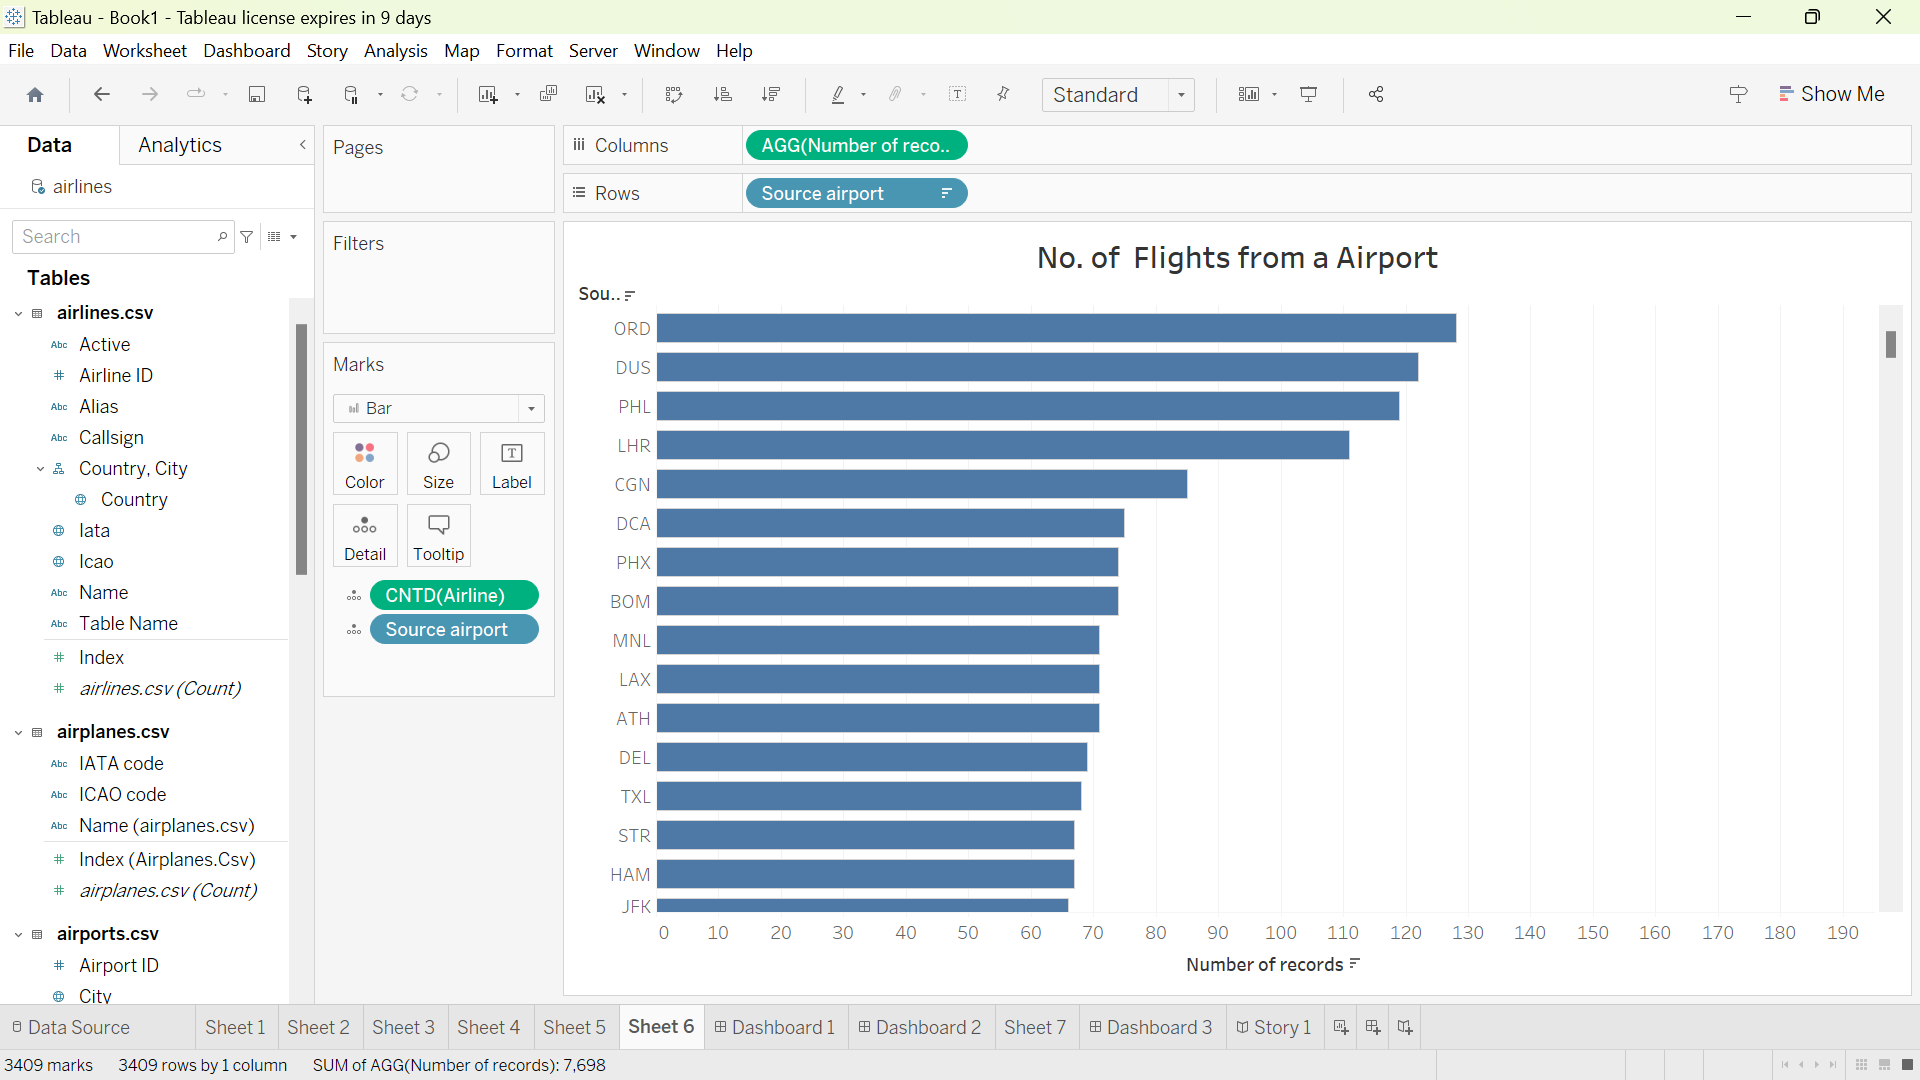 Tableau - Book1 - Tableau license expires in 9 days
File Data Worksheet Dashboard Story Analysis Map Format Server Window Help
Standard
Show Me
Data Analytics
airlines
Search
Tables
airlines.csv
Abc Active
# Airline ID
Abc Alias
Abc Callsign
Country, City
Country
Iata
Icao
Abc Name
Abc Table Name
# Index
# airlines.csv (Count)
airplanes.csv
Abc IATA code
Abc ICAO code
Abc Name (airplanes.csv)
# Index (Airplanes.Csv)
# airplanes.csv (Count)
airports.csv
# Airport ID
City
Pages
Filters
Marks
Bar
Color Size Label
Detail Tooltip
CNTD(Airline)
Source airport
Columns AGG(Number of reco..
Rows Source airport
No. of  Flights from a Airport
Sou..
ORD
DUS
PHL
LHR
CGN
DCA
PHX
BOM
MNL
LAX
ATH
DEL
TXL
STR
HAM
JFK
0 10 20 30 40 50 60 70 80 90 100 110 120 130 140 150 160 170 180 190
Number of records
Data Source Sheet 1 Sheet 2 Sheet 3 Sheet 4 Sheet 5 Sheet 6 Dashboard 1 Dashboard 2 Sheet 7 Dashboard 3 Story 1
3409 marks 3409 rows by 1 column SUM of AGG(Number of records): 7,698